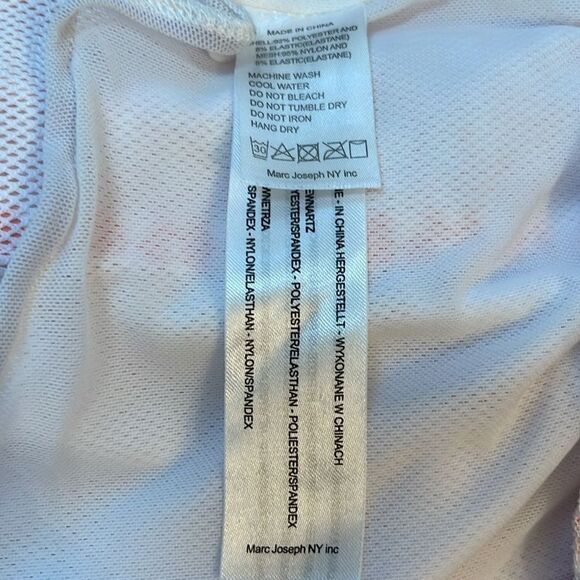 MADE IN CHINA
SHELL:92% POLYESTER AND
8% ELASTIC(ELASTANE)
MESH:95% NYLON AND
5% ELASTIC(ELASTANE)
MACHINE WASH
COOL WATER
DO NOT BLEACH
DO NOT TUMBLE DRY
DO NOT IRON
HANG DRY
30
Marc Joseph NY inc
- IN CHINA HERGESTELLT - WYKONANE W CHINACH
EWNĄRTZ
YESTER/SPANDEX - POLYESTER/ELASTHAN - POLIESTER/SPANDEX
WNETRZA
SPANDEX - NYLON/ELASTHAN - NYLON/SPANDEX
Marc Joseph NY inc